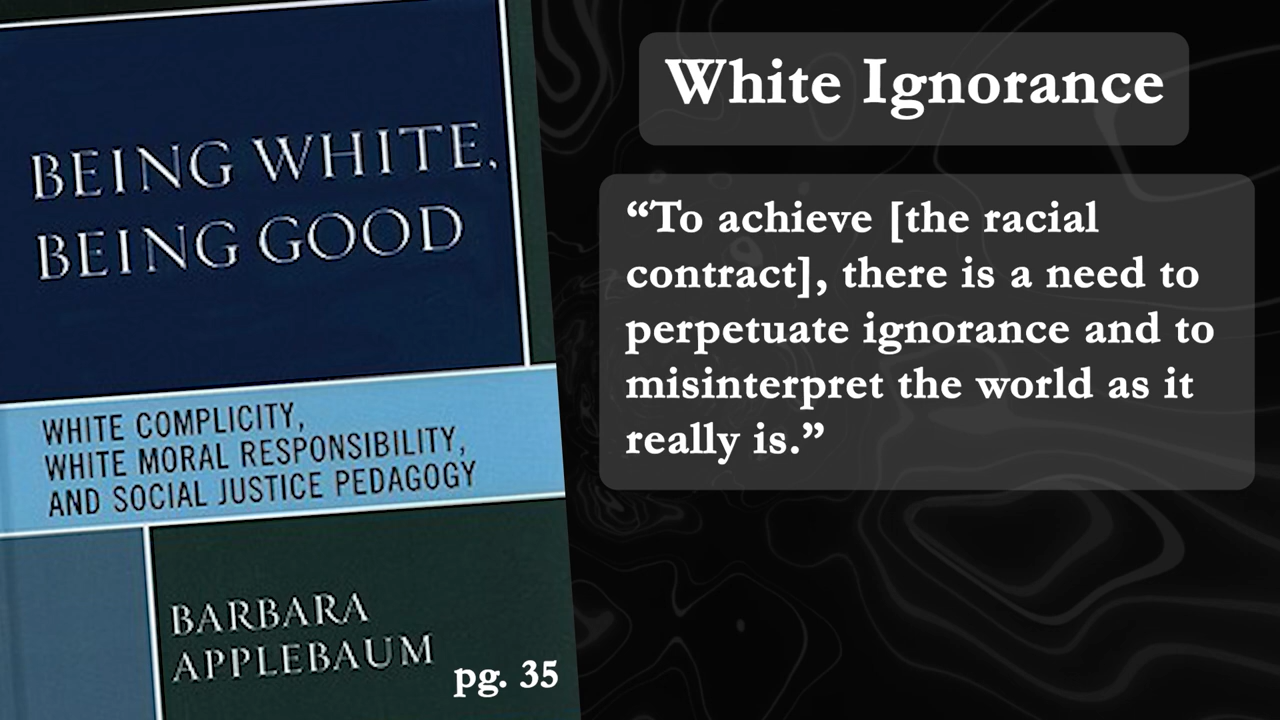 BEING WHITE,
BEING GOOD
WHITE COMPLICITY,
WHITE MORAL RESPONSIBILITY,
AND SOCIAL JUSTICE PEDAGOGY
BARBARA
APPLEBAUM
pg. 35
White Ignorance
“To achieve [the racial
contract], there is a need to
perpetuate ignorance and to
misinterpret the world as it
really is.”